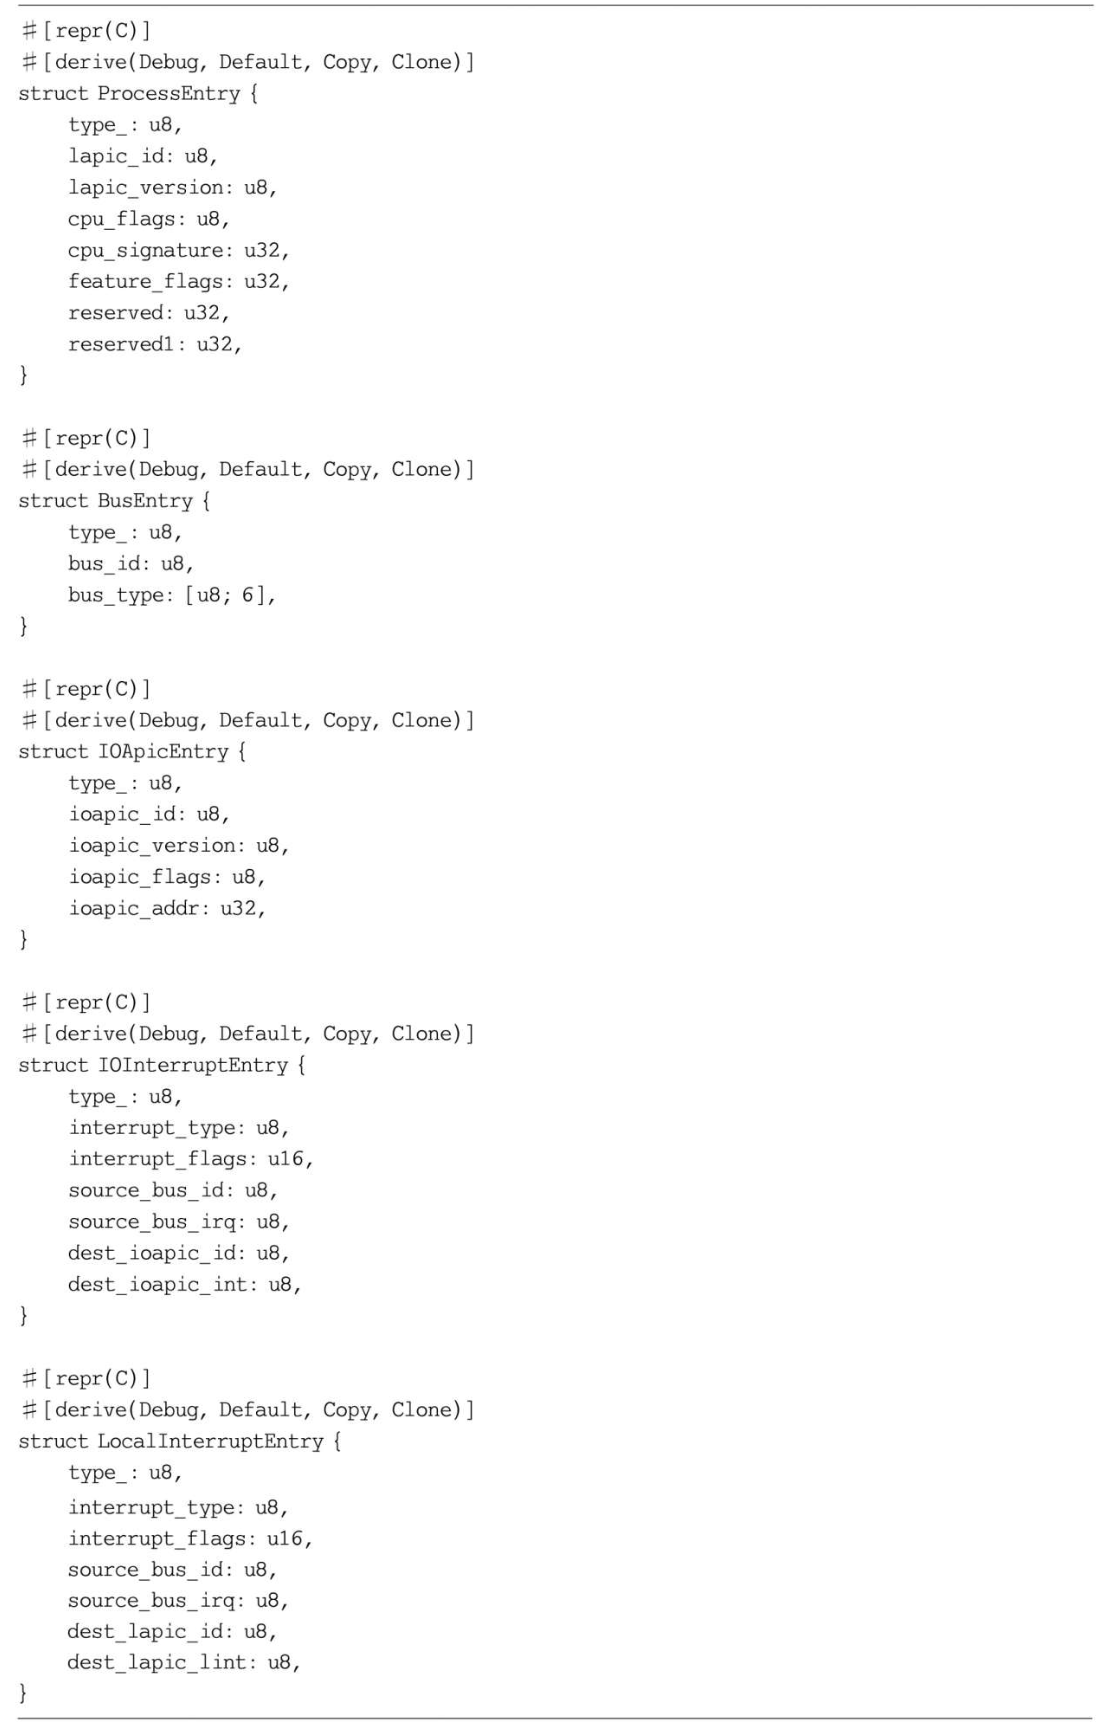 #[repr(C)]
#[derive(Debug, Default, Copy, Clone)]
struct ProcessEntry {
    type_: u8,
    lapic_id: u8,
    lapic_version: u8,
    cpu_flags: u8,
    cpu_signature: u32,
    feature_flags: u32,
    reserved: u32,
    reserved1: u32,
}

#[repr(C)]
#[derive(Debug, Default, Copy, Clone)]
struct BusEntry {
    type_: u8,
    bus_id: u8,
    bus_type: [u8; 6],
}

#[repr(C)]
#[derive(Debug, Default, Copy, Clone)]
struct IOApicEntry {
    type_: u8,
    ioapic_id: u8,
    ioapic_version: u8,
    ioapic_flags: u8,
    ioapic_addr: u32,
}

#[repr(C)]
#[derive(Debug, Default, Copy, Clone)]
struct IOInterruptEntry {
    type_: u8,
    interrupt_type: u8,
    interrupt_flags: u16,
    source_bus_id: u8,
    source_bus_irq: u8,
    dest_ioapic_id: u8,
    dest_ioapic_int: u8,
}

#[repr(C)]
#[derive(Debug, Default, Copy, Clone)]
struct LocalInterruptEntry {
    type_: u8,
    interrupt_type: u8,
    interrupt_flags: u16,
    source_bus_id: u8,
    source_bus_irq: u8,
    dest_lapic_id: u8,
    dest_lapic_lint: u8,
}